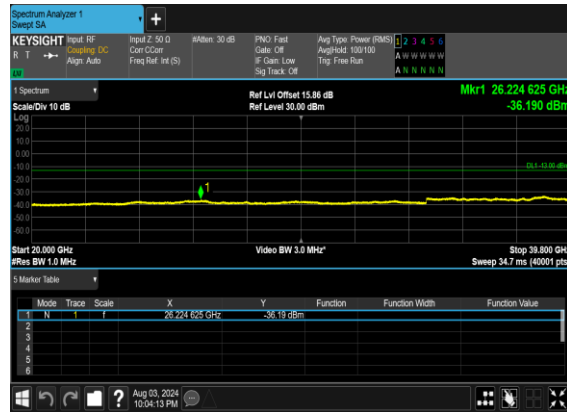 Spectrum Analyzer 1
Swept SA
+
KEYSIGHT Input: RF Input Z: 50 Ω #Atten: 30 dB PNO: Fast Avg Type: Power (RMS) 1 2 3 4 5 6
R T Coupling: DC Corr CCorr Gate: Off Avg|Hold: 100/100 A W W W W W
Align: Auto Freq Ref: Int (S) IF Gain: Low Trig: Free Run
Sig Track: Off A N N N N N
1 Spectrum Ref Lvl Offset 15.86 dB Mkr1 26.224 625 GHz
Scale/Div 10 dB Ref Level 30.00 dBm -36.190 dBm
Log
20.0
10.0
0.00
-10.0
DL1 -13.00 dBm
-20.0
-30.0
1
-40.0
-50.0
-60.0
Start 20.000 GHz Video BW 3.0 MHz* Stop 39.800 GHz
#Res BW 1.0 MHz Sweep 34.7 ms (40001 pts)
5 Marker Table
Mode Trace Scale X Y Function Function Width Function Value
1 N 1 f 26.224 625 GHz -36.19 dBm
2
3
4
5
6
? Aug 03, 2024
10:04:13 PM